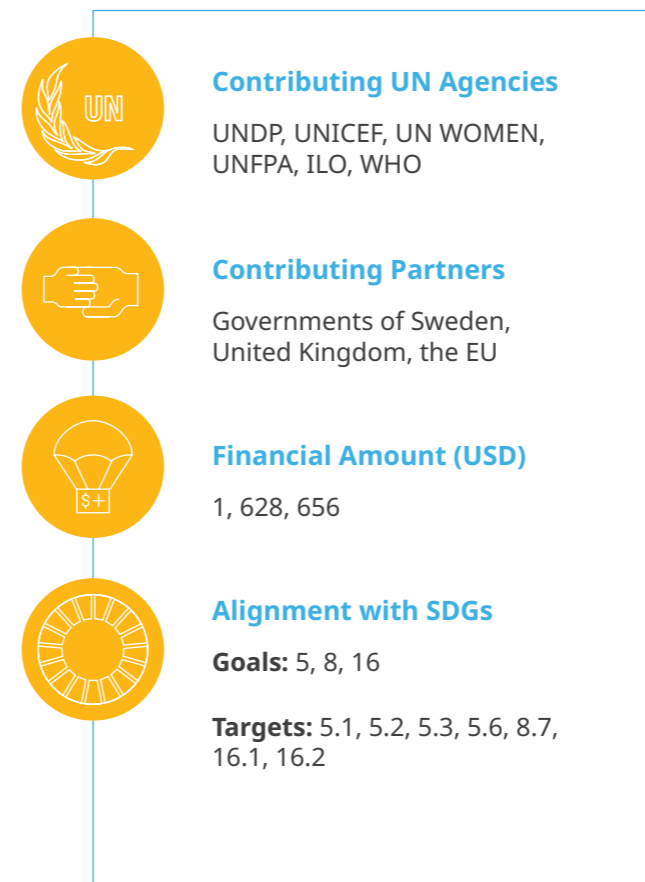 UN
Contributing UN Agencies
UNDP, UNICEF, UN WOMEN,
UNFPA, ILO, WHO
Contributing Partners
Governments of Sweden,
United Kingdom, the EU
Financial Amount (USD)
$+
1, 628, 656
Alignment with SDGs
Goals: 5, 8, 16
Targets: 5.1, 5.2, 5.3, 5.6, 8.7,
16.1, 16.2